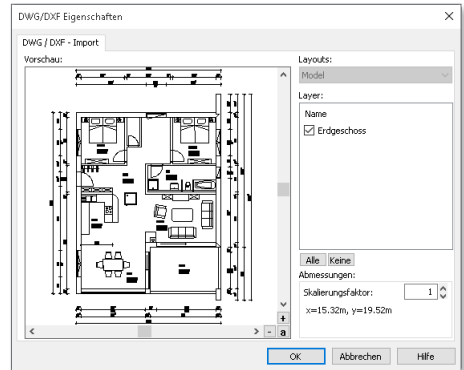 DWG/DXF Eigenschaften
DWG / DXF - Import
Vorschau:
Layouts:
Model
Layer:
Name
Erdgeschoss
Alle Keine
Abmessungen:
Skalierungsfaktor: 1
x=15.32m, y=19.52m
+
- a
OK Abbrechen Hilfe